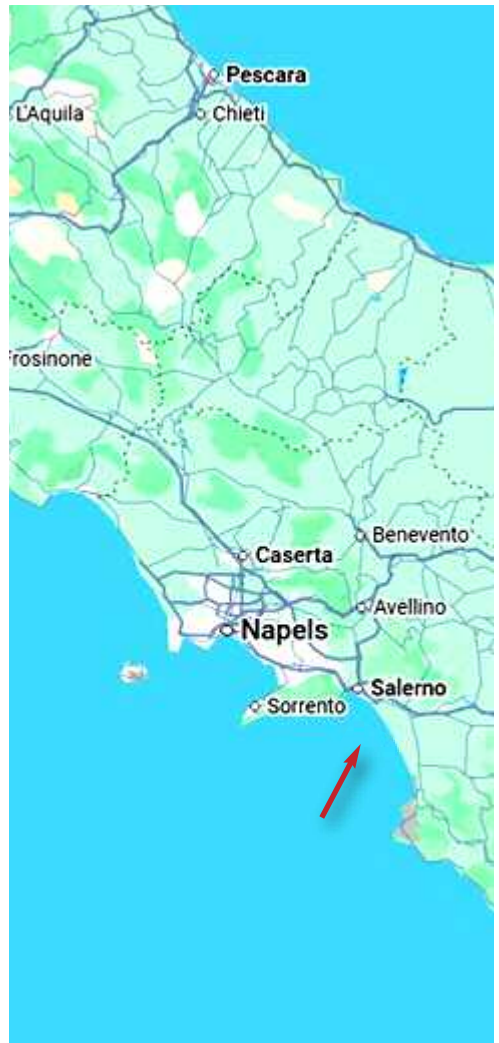 Pescara
L'Aquila
Chieti
Frosinone
Benevento
Caserta
Avellino
Napels
Salerno
Sorrento